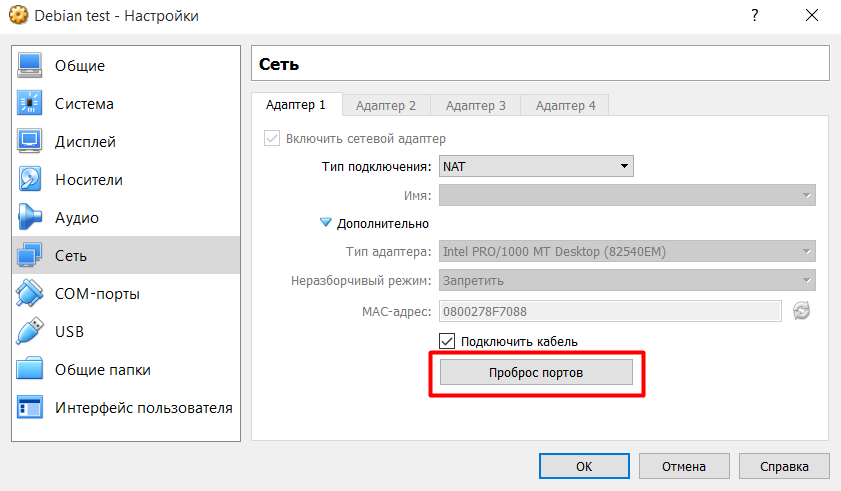 Debian test - Настройки
?
Общие
Система
Дисплей
Носители
Аудио
Сеть
COM-порты
USB
Общие папки
Интерфейс пользователя
Сеть
Адаптер 1 Адаптер 2 Адаптер 3 Адаптер 4
Включить сетевой адаптер
Тип подключения: NAT
Имя:
Дополнительно
Тип адаптера: Intel PRO/1000 MT Desktop (82540EM)
Неразборчивый режим: Запретить
MAC-адрес: 0800278F7088
Подключить кабель
Проброс портов
OK Отмена Справка